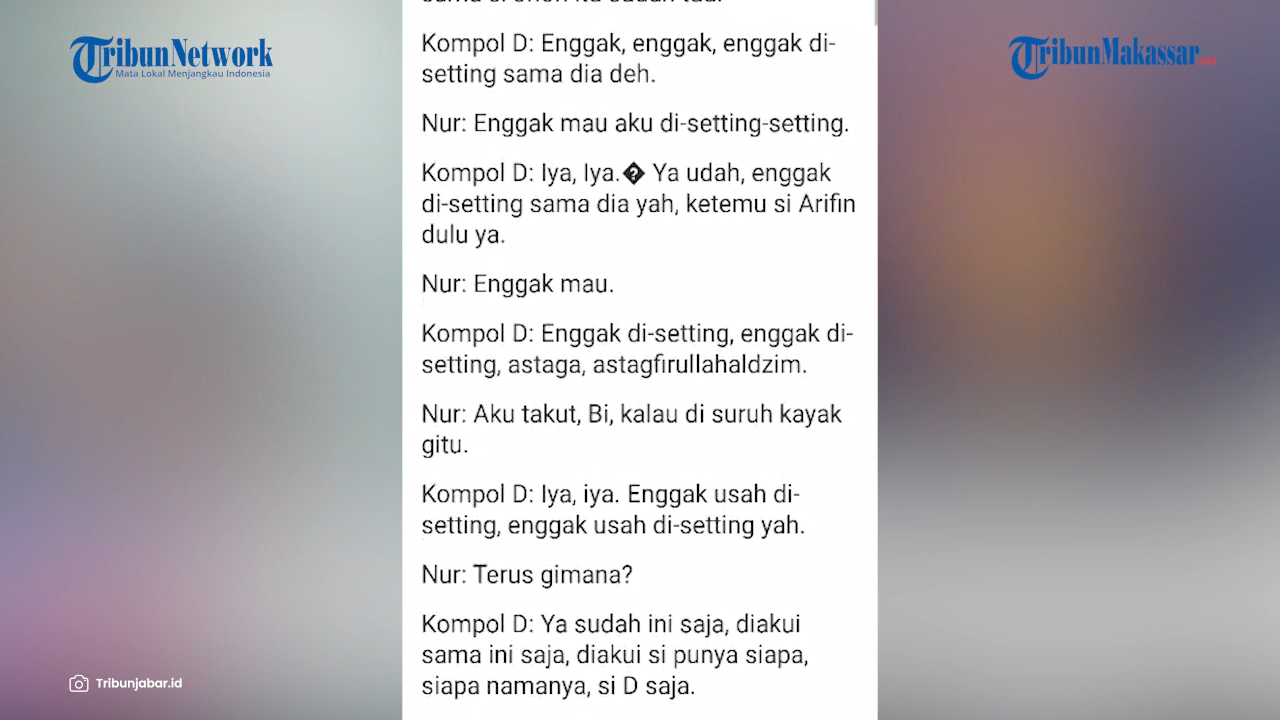 TribunNetwork
Mata Lokal Menjangkau Indonesia
TribunMakassar.com
Kompol D: Enggak, enggak, enggak di-
setting sama dia deh.
Nur: Enggak mau aku di-setting-setting.
Kompol D: Iya, Iya.� Ya udah, enggak
di-setting sama dia yah, ketemu si Arifin
dulu ya.
Nur: Enggak mau.
Kompol D: Enggak di-setting, enggak di-
setting, astaga, astagfirullahaldzim.
Nur: Aku takut, Bi, kalau di suruh kayak
gitu.
Kompol D: Iya, iya. Enggak usah di-
setting, enggak usah di-setting yah.
Nur: Terus gimana?
Kompol D: Ya sudah ini saja, diakui
sama ini saja, diakui si punya siapa,
siapa namanya, si D saja.
Tribunjabar.id